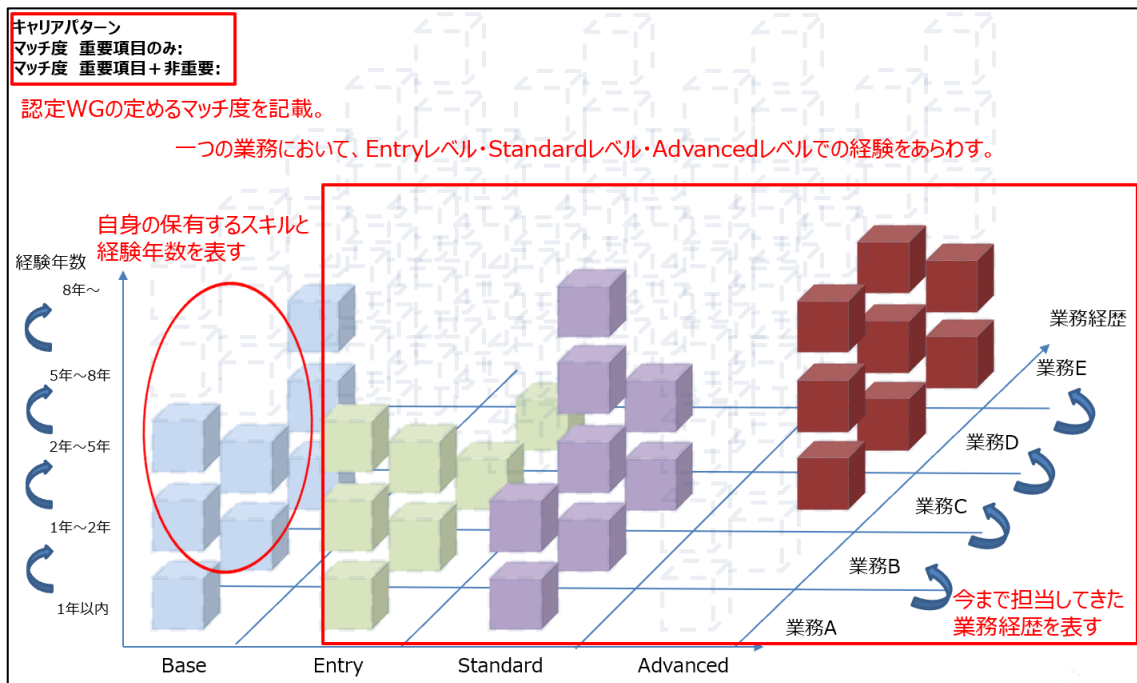 キャリアパターン
マッチ度 重要項目のみ:
マッチ度 重要項目＋非重要:
認定WGの定めるマッチ度を記載。
一つの業務において、Entryレベル・Standardレベル・Advancedレベルでの経験をあらわす。
自身の保有するスキルと
経験年数を表す
経験年数
8年～
5年～8年
2年～5年
1年～2年
1年以内
業務経歴
業務E
業務D
業務C
業務B
業務A
今まで担当してきた
業務経歴を表す
Base
Entry
Standard
Advanced